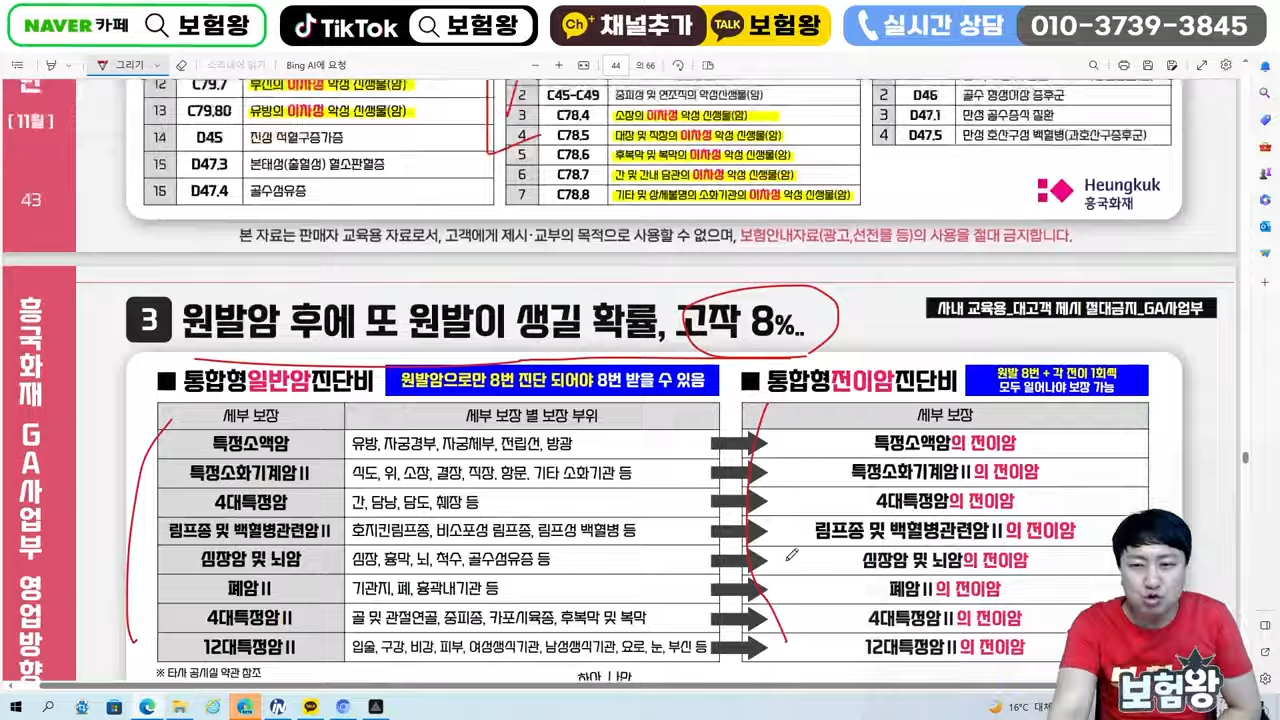 NAVER 카페 보험왕
TikTok 보험왕
Ch+ 채널추가 TALK 보험왕
실시간 상담 010-3739-3845
그리기
소리내어 읽기
Bing AI에 요청
44 의 66
[ 11월 ]
43
12 C79.7 부신의 이차성 악성 신생물(암)
13 C79.80 유방의 이차성 악성 신생물(암)
14 D45 진성 적혈구증가증
15 D47.3 본태성(출혈성) 혈소판혈증
16 D47.4 골수섬유증
2 C45-C49 중피성 및 연조직의 악성신생물(암)
3 C78.4 소장의 이차성 악성 신생물(암)
4 C78.5 대장 및 직장의 이차성 악성 신생물(암)
5 C78.6 후복막 및 복막의 이차성 악성 신생물(암)
6 C78.7 간 및 간내 담관의 이차성 악성 신생물(암)
7 C78.8 기타 및 상세불명의 소화기관의 이차성 악성 신생물(암)
2 D46 골수 형성이상 증후군
3 D47.1 만성 골수증식 질환
4 D47.5 만성 호산구성 백혈병(과호산구증후군)
Heungkuk
흥국화재
본 자료는 판매자 교육용 자료로서, 고객에게 제시·교부의 목적으로 사용할 수 없으며, 보험안내자료(광고,선전물 등)의 사용을 절대 금지합니다.
흥국화재 GA사업부 영업방향
3 원발암 후에 또 원발이 생길 확률, 고작 8%..
사내 교육용_대고객 제시 절대금지_GA사업부
■ 통합형일반암진단비 원발암으로만 8번 진단 되어야 8번 받을 수 있음
세부 보장 세부 보장 별 보장 부위
특정소액암 유방, 자궁경부, 자궁체부, 전립선, 방광
특정소화기계암Ⅱ 식도, 위, 소장, 결장, 직장, 항문, 기타 소화기관 등
4대특정암 간, 담낭, 담도, 췌장 등
림프종 및 백혈병관련암Ⅱ 호지킨림프종, 비소포성 림프종, 림프성 백혈병 등
심장암 및 뇌암 심장, 흉막, 뇌, 척수, 골수섬유증 등
폐암Ⅱ 기관지, 폐, 흉곽내기관 등
4대특정암Ⅱ 골 및 관절연골, 중피종, 카포시육종, 후복막 및 복막
12대특정암Ⅱ 입술, 구강, 비강, 피부, 여성생식기관, 남성생식기관, 요로, 눈, 부신 등
※ 타사 공시실 약관 참조
■ 통합형전이암진단비 원발 8번 + 각 전이 1회씩
모두 일어나야 보장 가능
세부 보장
특정소액암의 전이암
특정소화기계암Ⅱ의 전이암
4대특정암의 전이암
림프종 및 백혈병관련암Ⅱ의 전이암
심장암 및 뇌암의 전이암
폐암Ⅱ의 전이암
4대특정암Ⅱ의 전이암
12대특정암Ⅱ의 전이암
보험왕
16°C